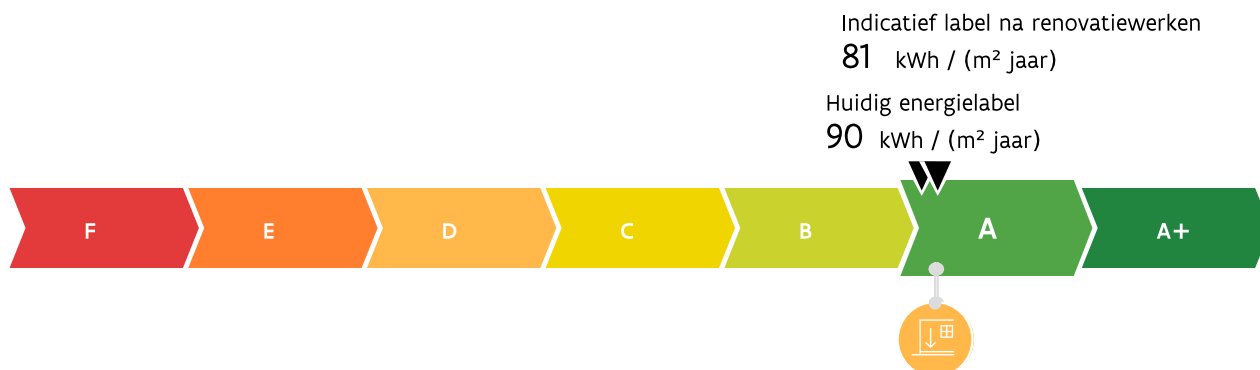 Indicatief label na renovatiewerken
81 kWh / (m² jaar)
Huidig energielabel
90 kWh / (m² jaar)
F E D C B A A+